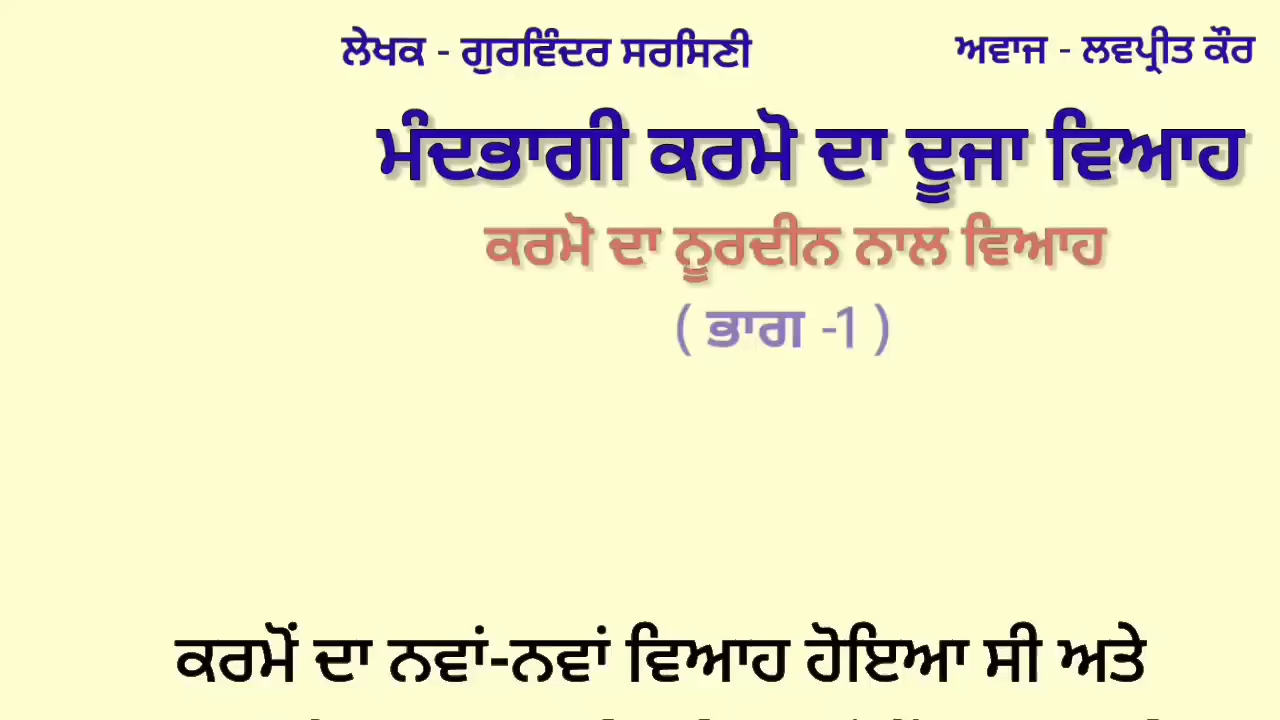 ਲੇਖਕ - ਗੁਰਵਿੰਦਰ ਸਰਸਿਣੀ ਅਵਾਜ - ਲਵਪ੍ਰੀਤ ਕੌਰ
ਮੰਦਭਾਗੀ ਕਰਮੋ ਦਾ ਦੂਜਾ ਵਿਆਹ
ਕਰਮੋ ਦਾ ਨੂਰਦੀਨ ਨਾਲ ਵਿਆਹ
( ਭਾਗ -1 )
ਕਰਮੋਂ ਦਾ ਨਵਾਂ-ਨਵਾਂ ਵਿਆਹ ਹੋਇਆ ਸੀ ਅਤੇ